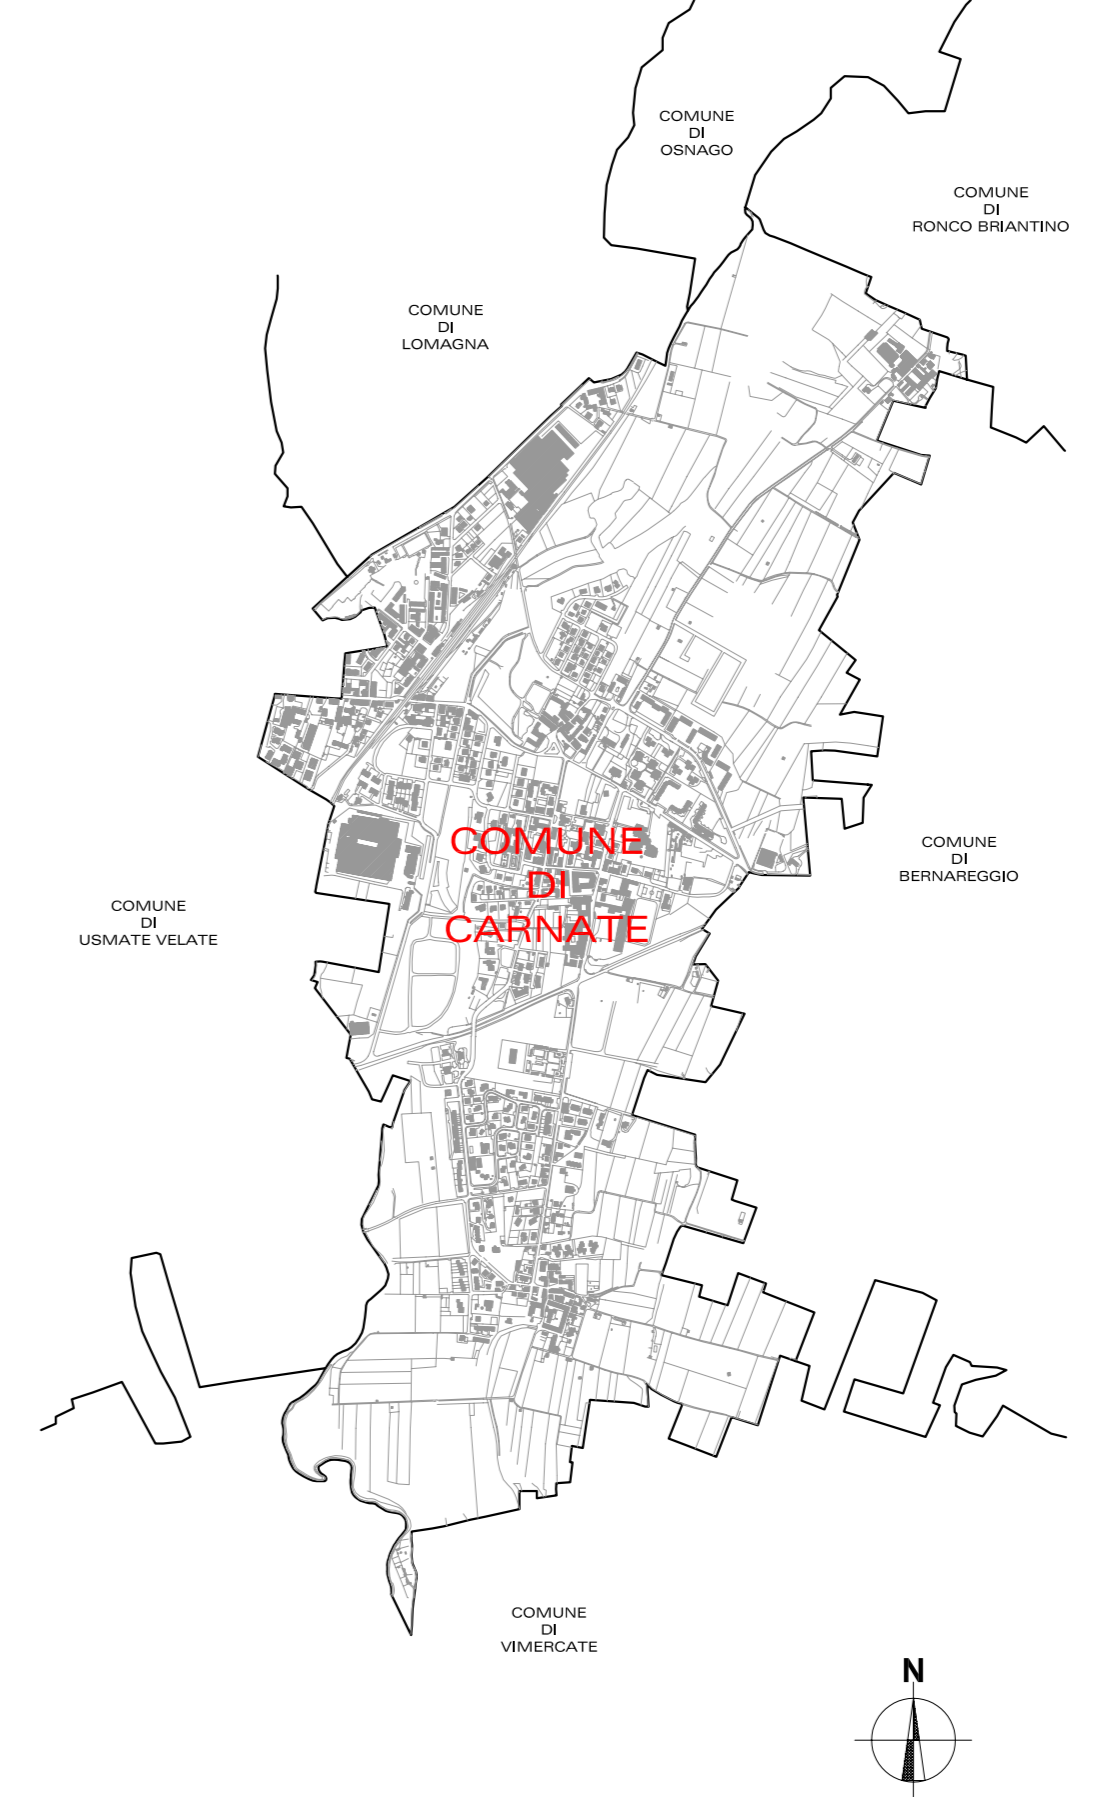 COMUNE
DI
OSNAGO
COMUNE
DI
RONCO BRIANTINO
COMUNE
DI
LOMAGNA
COMUNE
DI
CARNATE
COMUNE
DI
BERNAREGGIO
COMUNE
DI
USMATE VELATE
COMUNE
DI
VIMERCATE
N